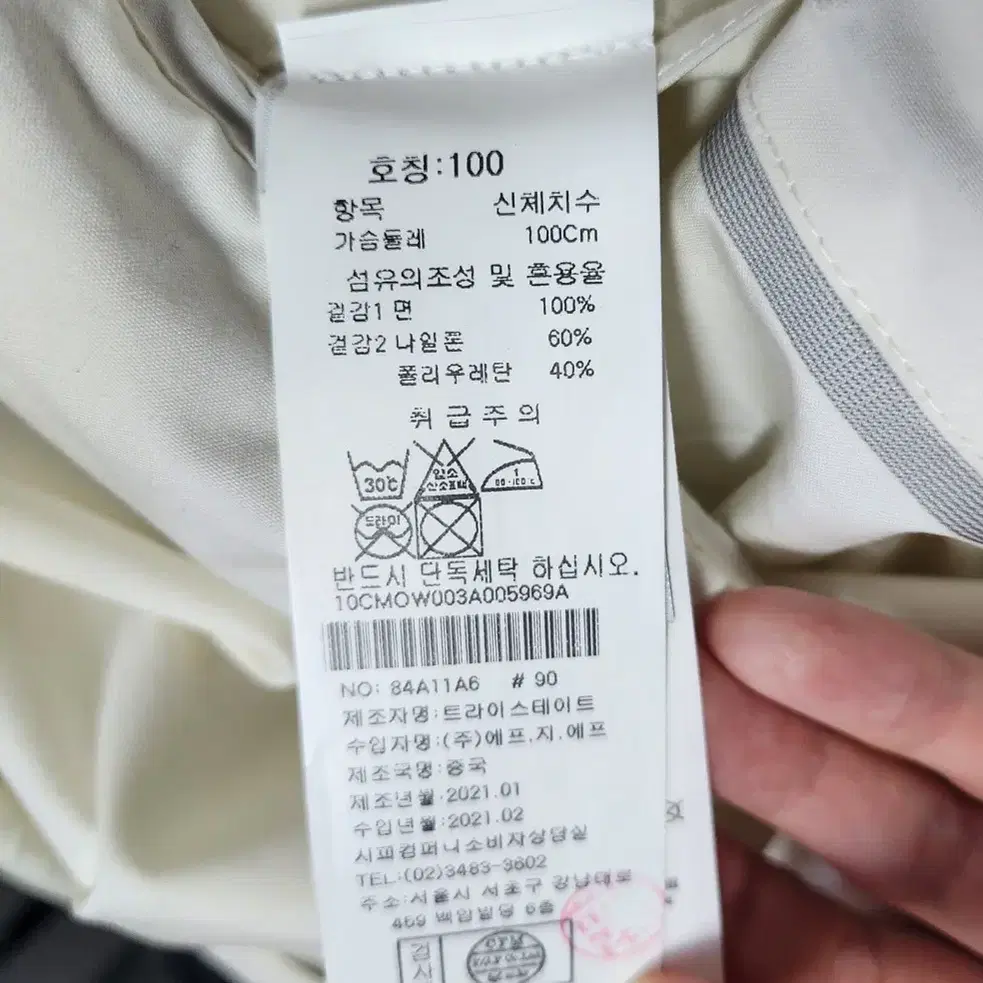 호칭:100
항목 신체치수
가슴둘레 100Cm
섬유의조성 및 혼용율
겉감1 면 100%
겉감2 나일론 60%
폴리우레탄 40%
취급주의
30℃ 염소 산소표백
드라이
반드시 단독세탁 하십시오.
10CMOW003A005969A
NO: 84A11A6 # 90
제조자명:트라이스테이트
수입자명:(주)에프.지.에프
제조국명:중국
제조년월.2021.01
수입년월:2021.02
시피컴퍼니소비자상담실
TEL:(02)3483-3602
주소:서울시 서초구 강남대로
469 백암빌딩 6층
검사